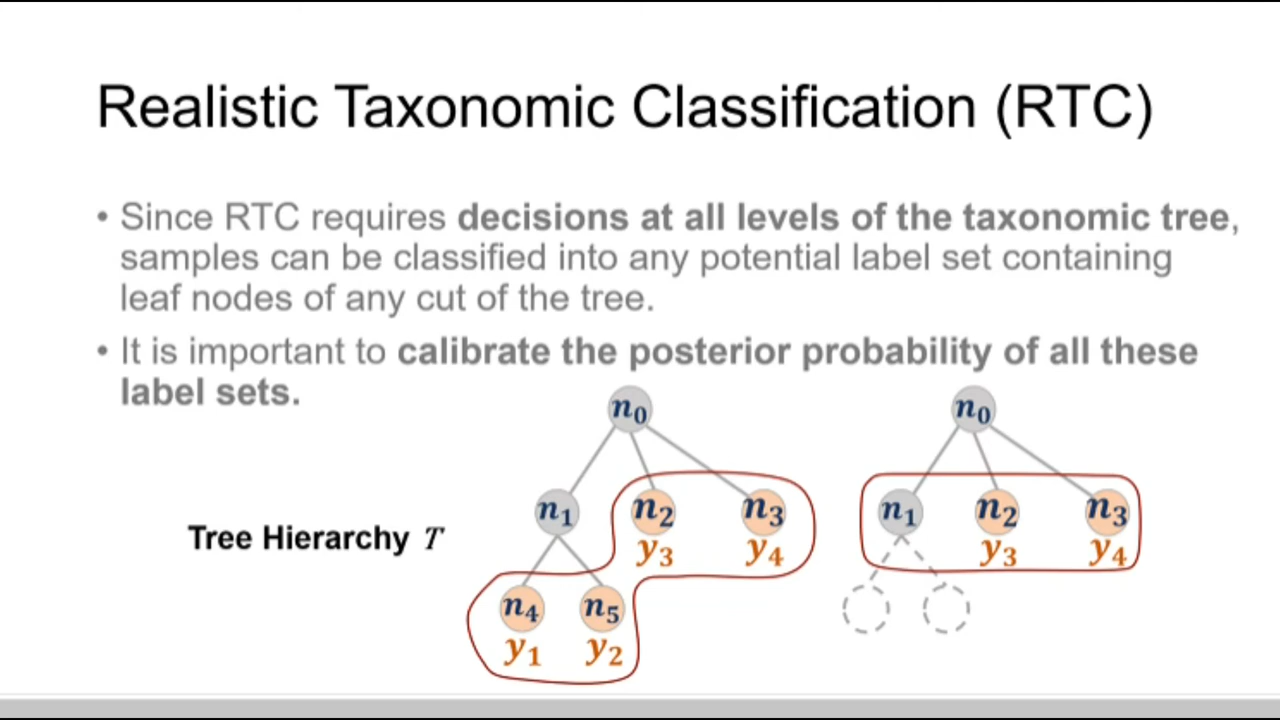 Realistic Taxonomic Classification (RTC)
• Since RTC requires decisions at all levels of the taxonomic tree,
samples can be classified into any potential label set containing
leaf nodes of any cut of the tree.
• It is important to calibrate the posterior probability of all these
label sets.
n₀ n₀
n₁ n₂ n₃ n₁ n₂ n₃
Tree Hierarchy T
y₃ y₄ y₃ y₄
n₄ n₅
y₁ y₂